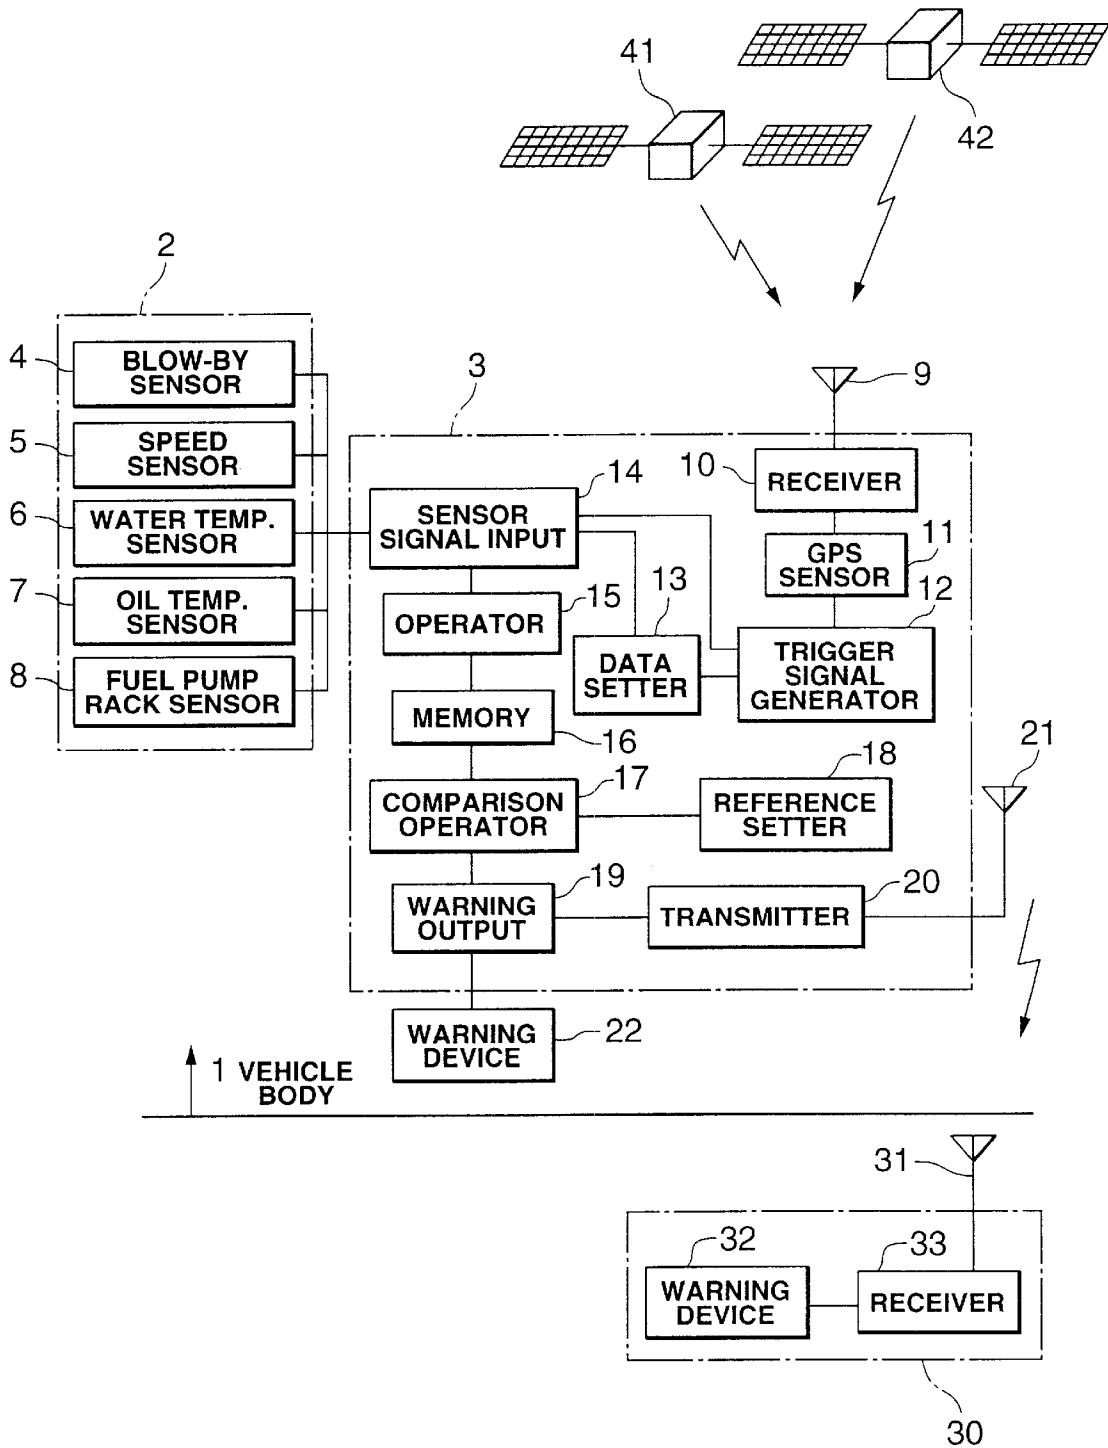 41
42
2
4
BLOW-BY
SENSOR
5
SPEED
SENSOR
6
WATER TEMP.
SENSOR
7
OIL TEMP.
SENSOR
8
FUEL PUMP
RACK SENSOR
3
9
10
RECEIVER
14
SENSOR
SIGNAL INPUT
11
GPS
SENSOR
15
OPERATOR
13
DATA
SETTER
12
TRIGGER
SIGNAL
GENERATOR
MEMORY
16
17
COMPARISON
OPERATOR
18
REFERENCE
SETTER
21
19
WARNING
OUTPUT
20
TRANSMITTER
WARNING
DEVICE
22
1 VEHICLE
BODY
31
32
WARNING
DEVICE
33
RECEIVER
30